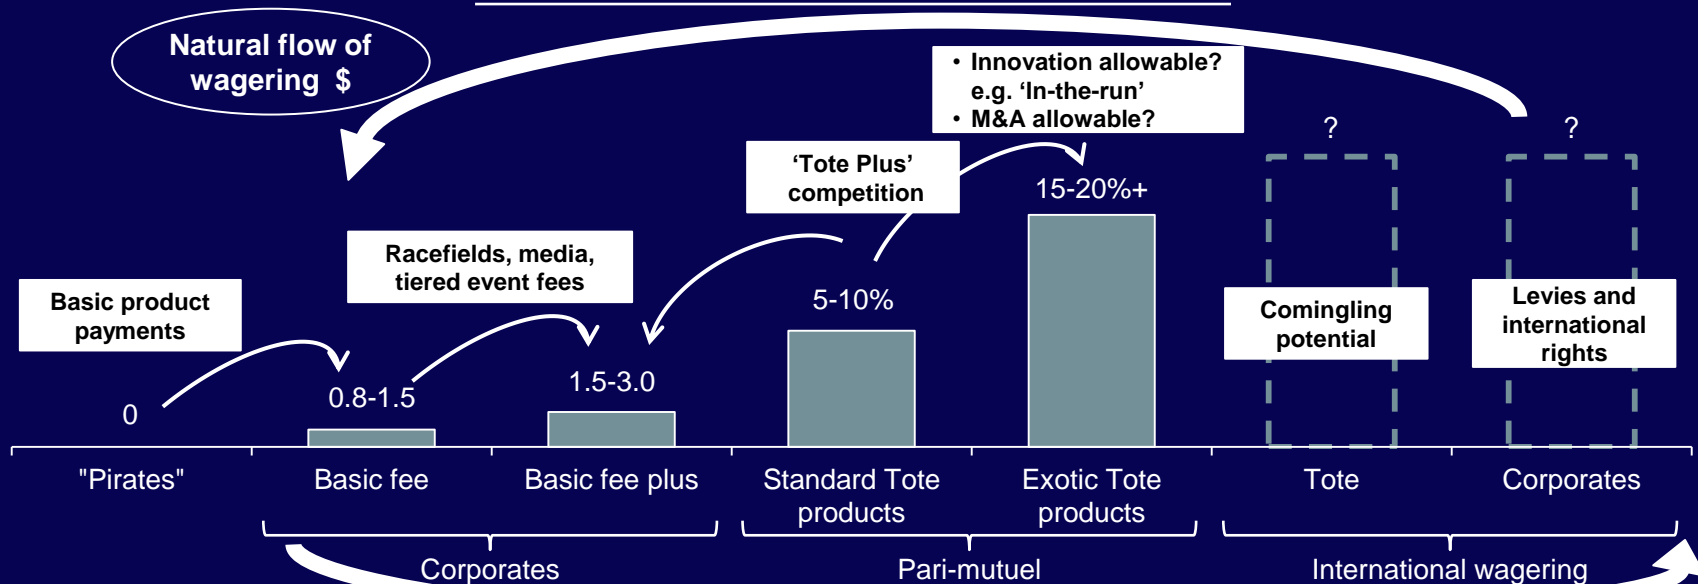 Natural flow of
wagering $
• Innovation allowable?
e.g. ‘In-the-run’
• M&A allowable?
?
?
‘Tote Plus’
competition
15-20%+
Racefields, media,
tiered event fees
Basic product
payments
5-10%
Comingling
potential
Levies and
international
rights
0
0.8-1.5
1.5-3.0
"Pirates"
Basic fee
Basic fee plus
Standard Tote
products
Exotic Tote
products
Tote
Corporates
Corporates
Pari-mutuel
International wagering